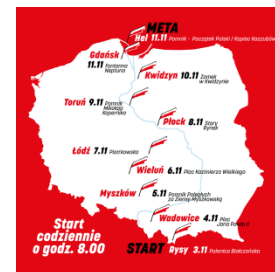 META
Hel 11.11 Pomnik - Początek Polski / Kopiec Kaszubów
Gdańsk
11.11 Fontanna
Neptuna
Kwidzyn 10.11 Zamek
w Kwidzynie
Toruń 9.11 Pomnik
Mikołaja
Kopernika
Płock 8.11 Stary
Rynek
Łódź 7.11 Piotrkowska
Wieluń 6.11 Plac Kazimierza Wielkiego
Myszków 5.11 Pomnik Poległych
za Ziemię Myszkowską
Wadowice 4.11 Plac
Jana Pawła II
START Rysy 3.11 Palenica Białczańska
Start
codziennie
o godz. 8.00